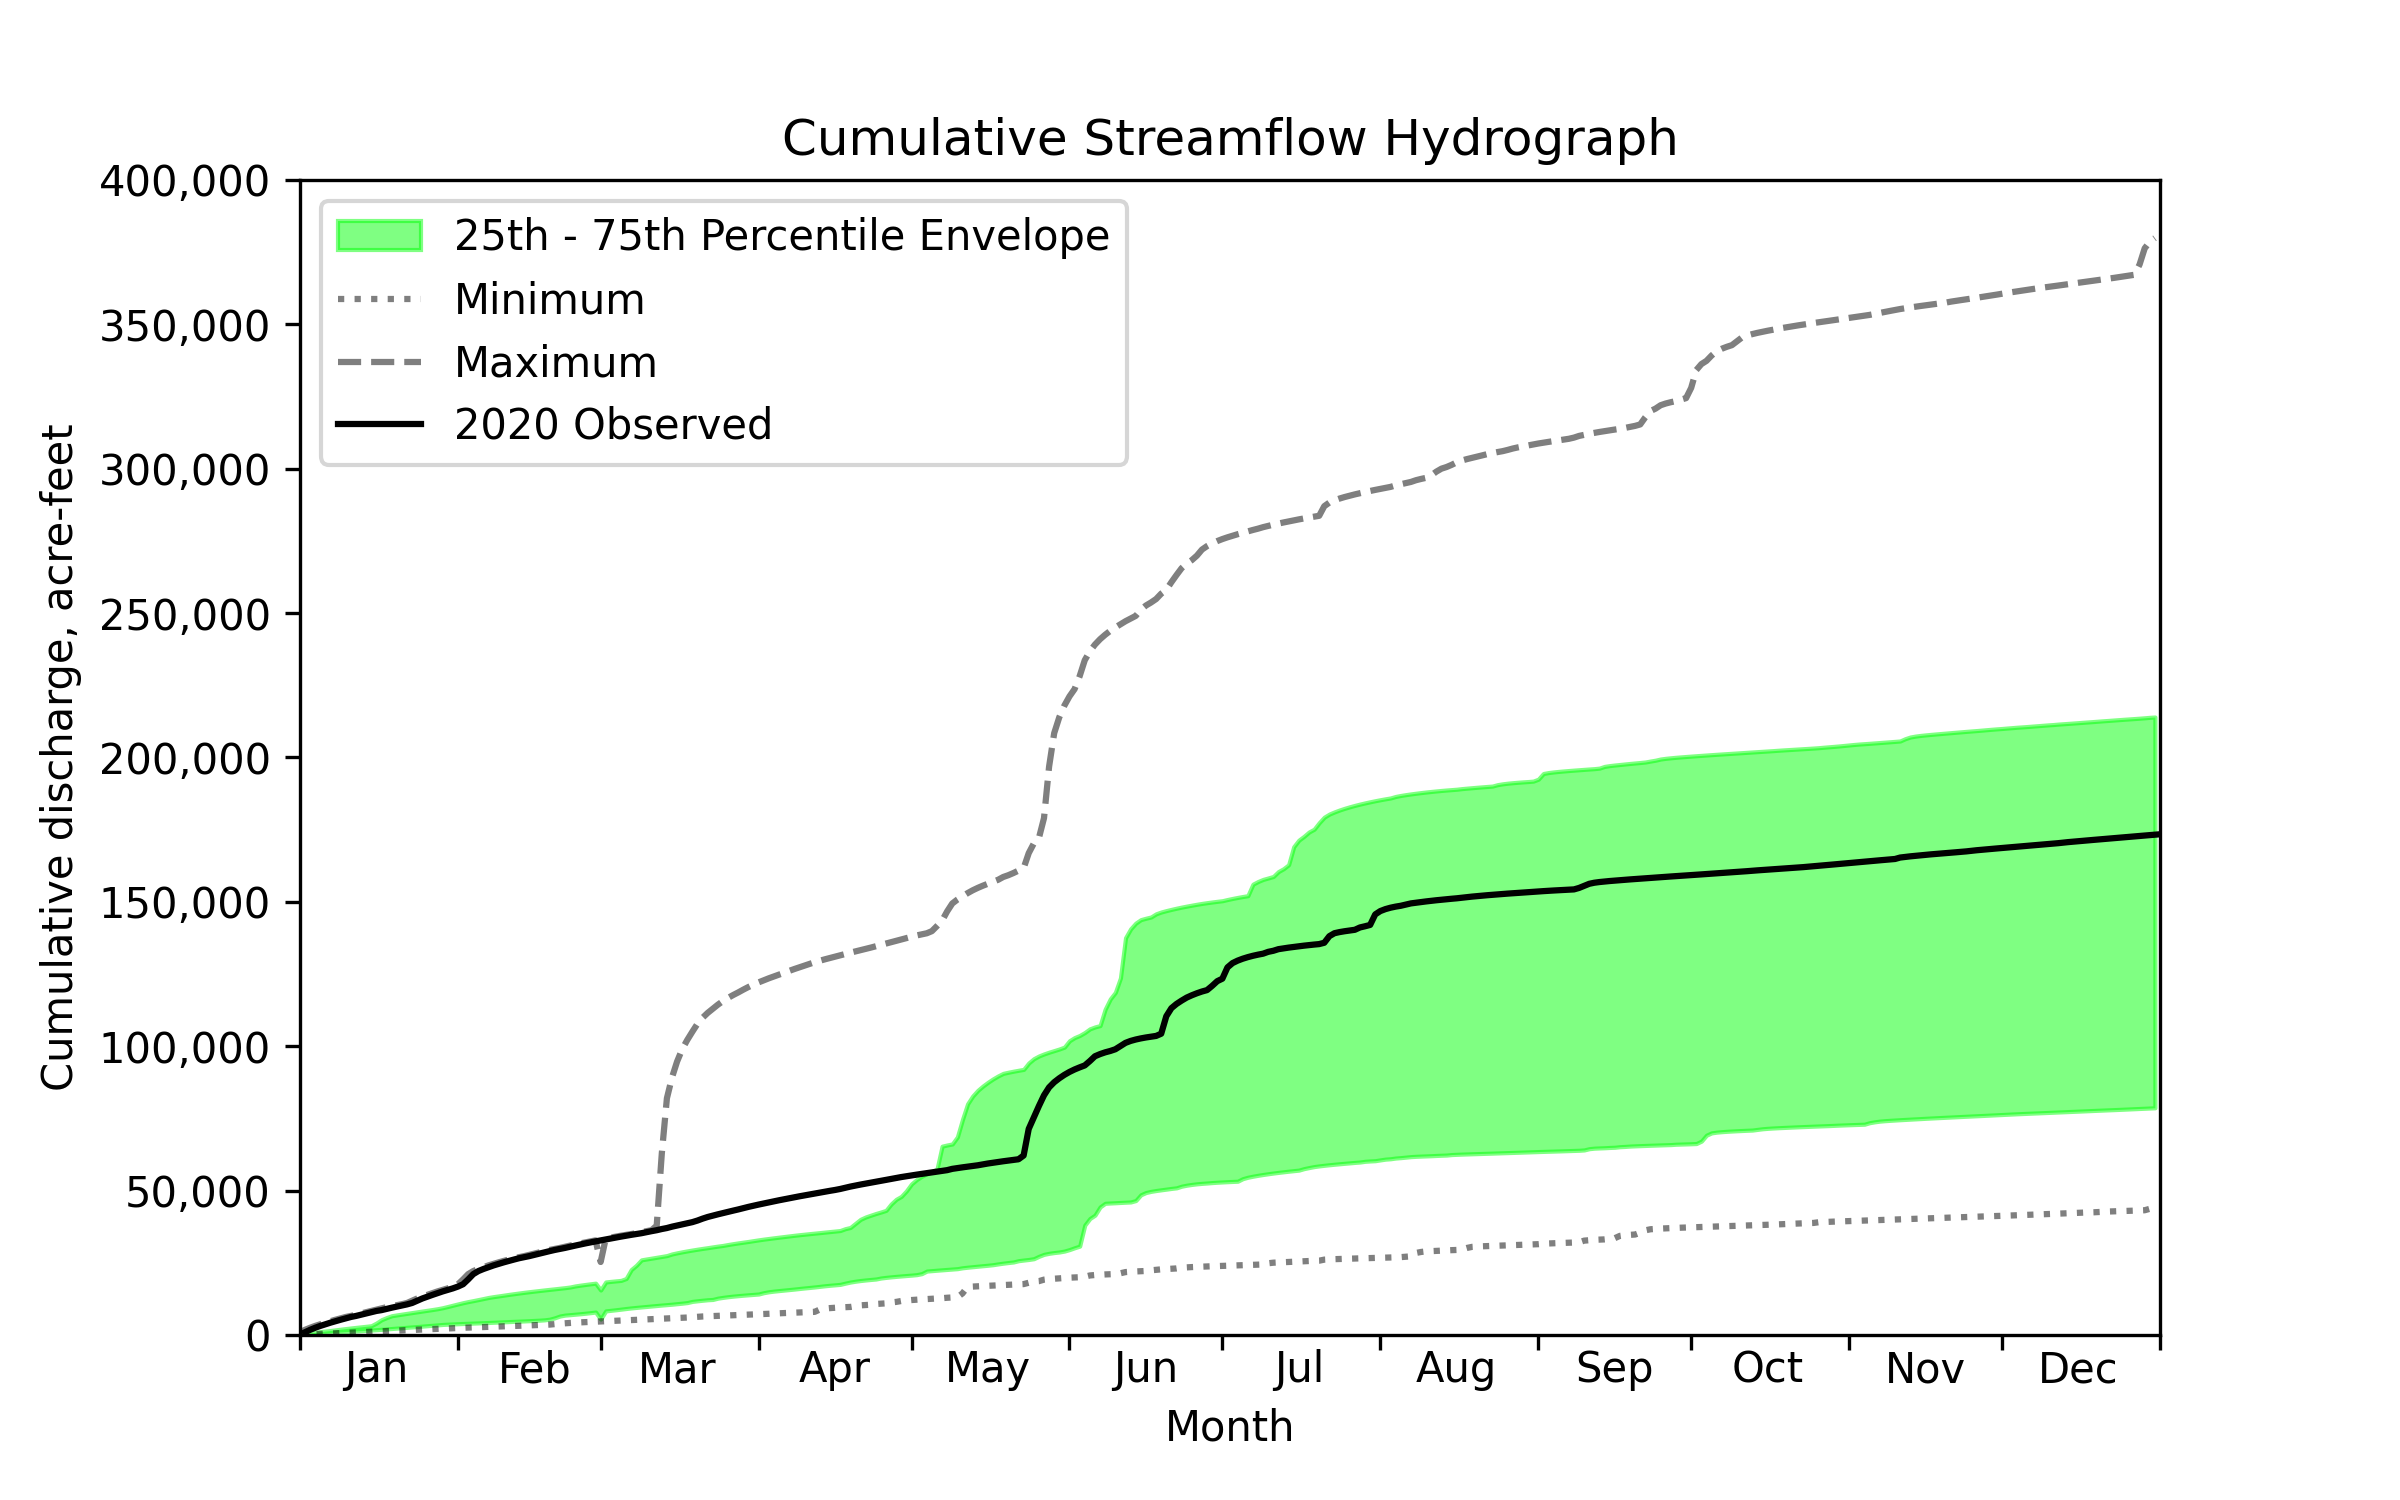 Cumulative Streamflow Hydrograph
400,000
350,000
300,000
250,000
200,000
150,000
100,000
50,000
0
Cumulative discharge, acre-feet
25th - 75th Percentile Envelope
Minimum
Maximum
2020 Observed
Jan Feb Mar Apr May Jun Jul Aug Sep Oct Nov Dec
Month